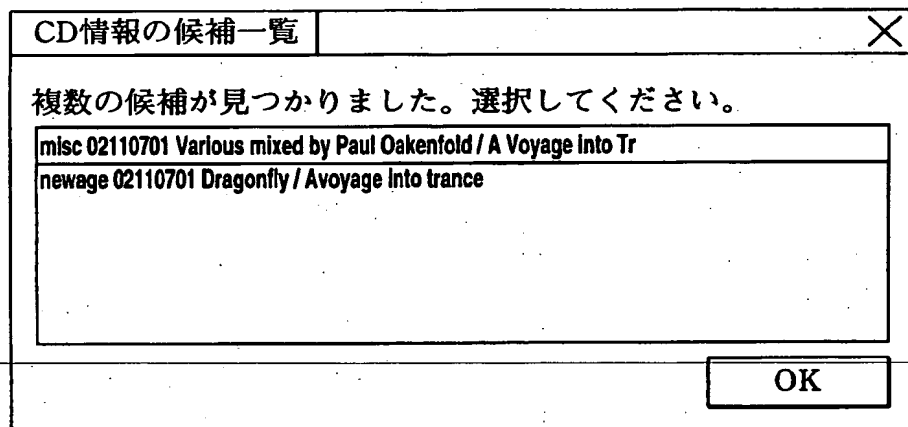 CD情報の候補一覧
複数の候補が見つかりました。選択してください。
misc 02110701 Various mixed by Paul Oakenfold / A Voyage into Tr
newage 02110701 Dragonfly / Avoyage into trance
OK